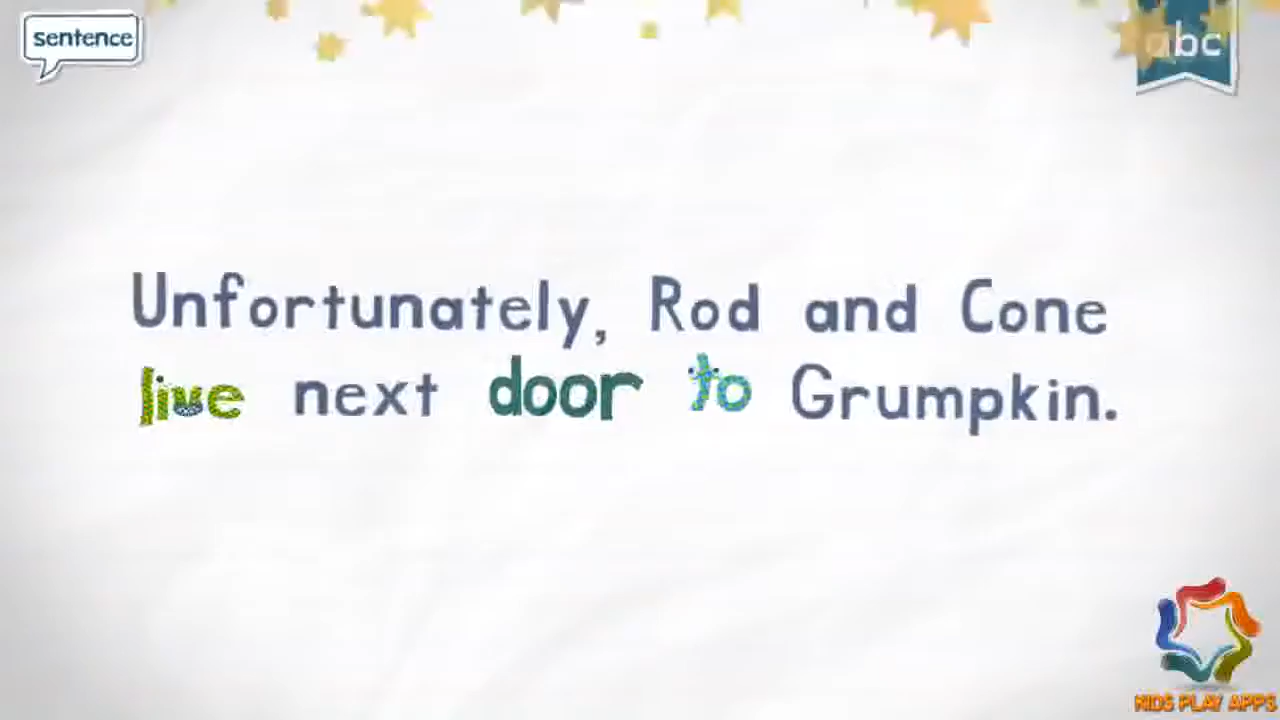 sentence
abc
Unfortunately, Rod and Cone
live next door to Grumpkin.
KIDS PLAY APPS